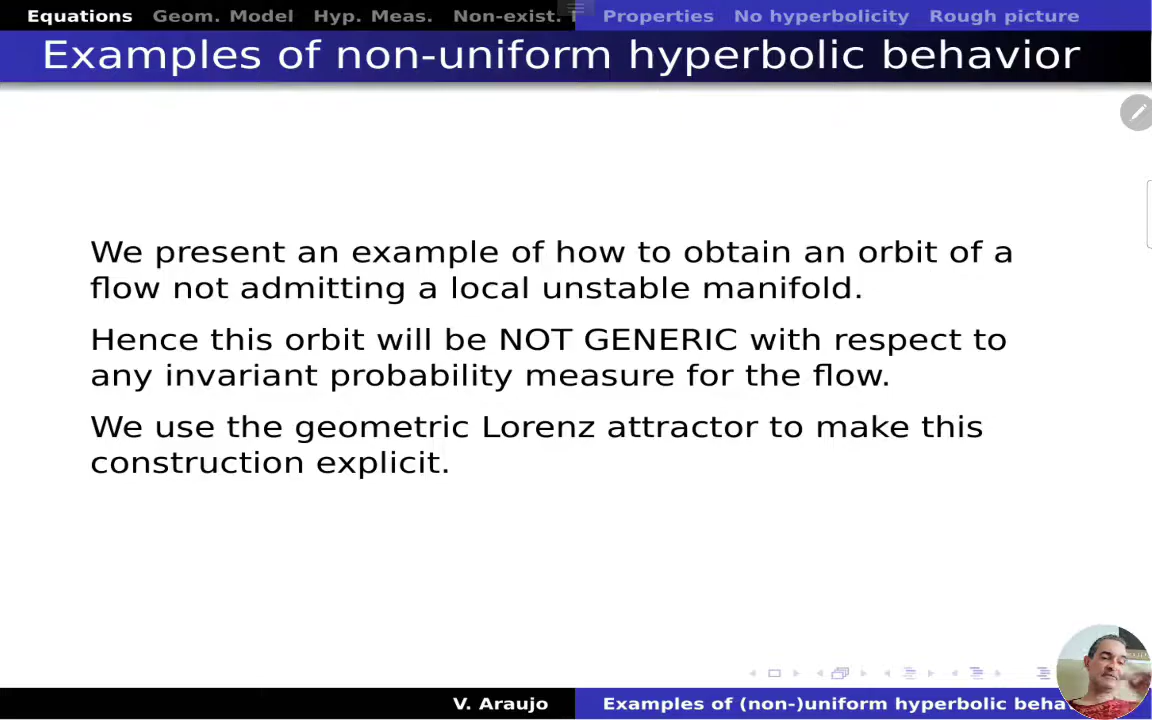 Equations Geom. Model Hyp. Meas. Non-exist. Properties No hyperbolicity Rough picture
Examples of non-uniform hyperbolic behavior
We present an example of how to obtain an orbit of a
flow not admitting a local unstable manifold.
Hence this orbit will be NOT GENERIC with respect to
any invariant probability measure for the flow.
We use the geometric Lorenz attractor to make this
construction explicit.
V. Araujo Examples of (non-)uniform hyperbolic beha